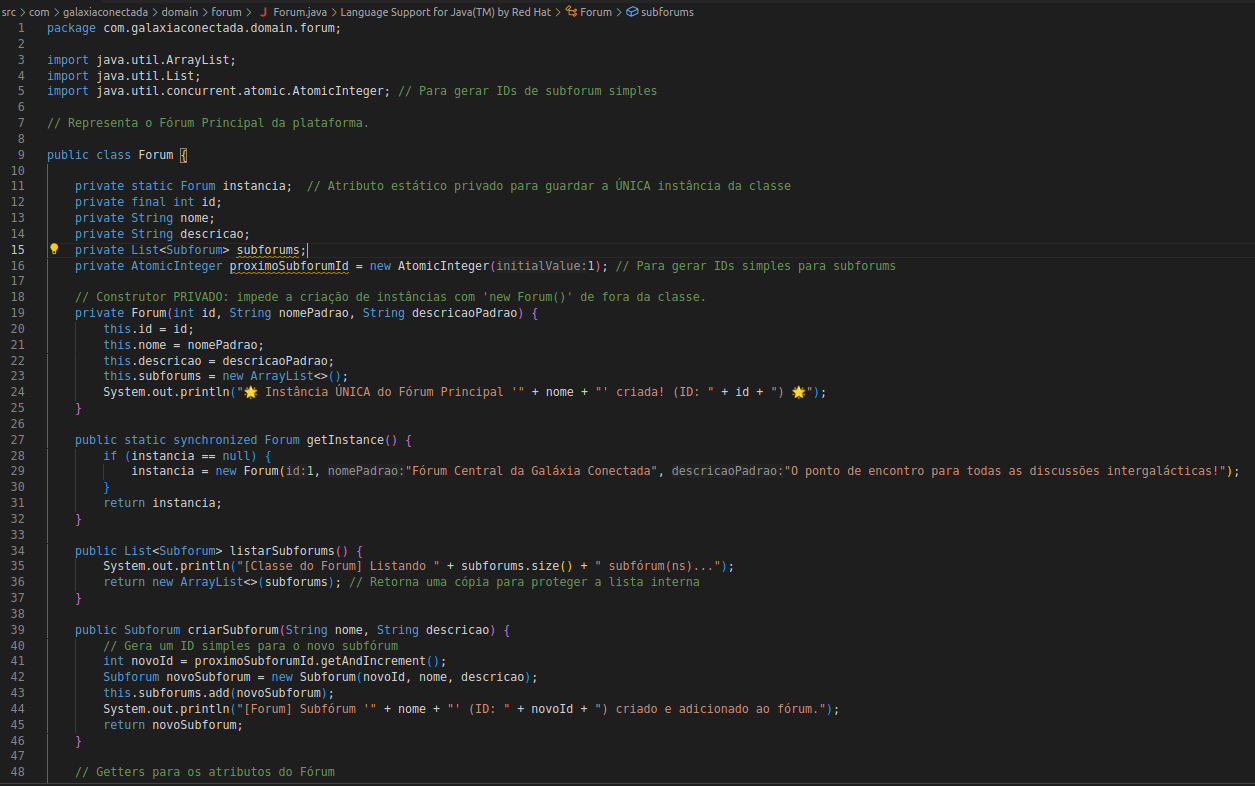 src > com > galaxiaconectada > domain > forum > J Forum.java > Language Support for Java(TM) by Red Hat > Forum > subforums
1 package com.galaxiaconectada.domain.forum;
2
3 import java.util.ArrayList;
4 import java.util.List;
5 import java.util.concurrent.atomic.AtomicInteger; // Para gerar IDs de subforum simples
6
7 // Representa o Fórum Principal da plataforma.
8
9 public class Forum {
10
11 private static Forum instancia;  // Atributo estático privado para guardar a ÚNICA instância da classe
12 private final int id;
13 private String nome;
14 private String descricao;
15 private List<Subforum> subforums;
16 private AtomicInteger proximoSubforumId = new AtomicInteger(initialValue:1); // Para gerar IDs simples para subforums
17
18 // Construtor PRIVADO: impede a criação de instâncias com 'new Forum()' de fora da classe.
19 private Forum(int id, String nomePadrao, String descricaoPadrao) {
20 this.id = id;
21 this.nome = nomePadrao;
22 this.descricao = descricaoPadrao;
23 this.subforums = new ArrayList<>();
24 System.out.println("🌟 Instância ÚNICA do Fórum Principal '" + nome + "' criada! (ID: " + id + ") 🌟");
25 }
26
27 public static synchronized Forum getInstance() {
28 if (instancia == null) {
29 instancia = new Forum(id:1, nomePadrao:"Fórum Central da Galáxia Conectada", descricaoPadrao:"O ponto de encontro para todas as discussões intergalácticas!");
30 }
31 return instancia;
32 }
33
34 public List<Subforum> listarSubforums() {
35 System.out.println("[Classe do Forum] Listando " + subforums.size() + " subfórum(ns)...");
36 return new ArrayList<>(subforums); // Retorna uma cópia para proteger a lista interna
37 }
38
39 public Subforum criarSubforum(String nome, String descricao) {
40 // Gera um ID simples para o novo subfórum
41 int novoId = proximoSubforumId.getAndIncrement();
42 Subforum novoSubforum = new Subforum(novoId, nome, descricao);
43 this.subforums.add(novoSubforum);
44 System.out.println("[Forum] Subfórum '" + nome + "' (ID: " + novoId + ") criado e adicionado ao fórum.");
45 return novoSubforum;
46 }
47
48 // Getters para os atributos do Fórum